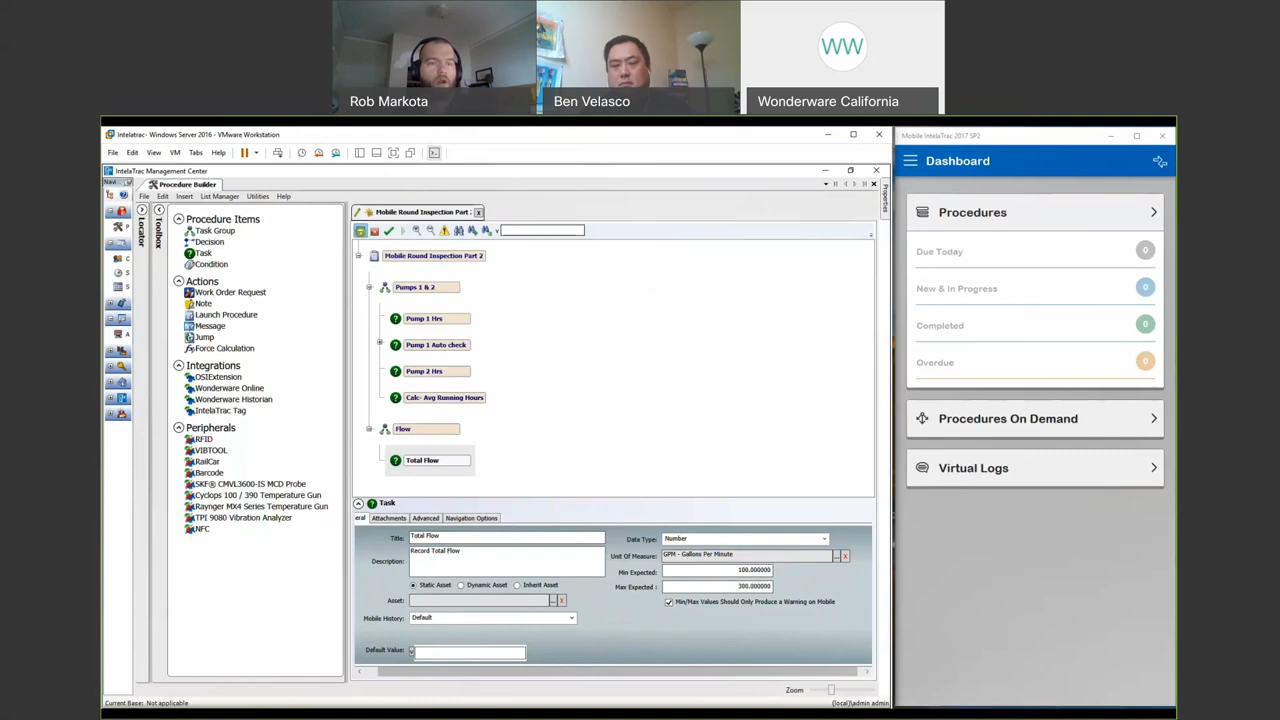 WW
Rob Markota
Ben Velasco
Wonderware California
Intelatrac- Windows Server 2016 - VMware Workstation
File Edit View VM Tabs Help
IntelaTrac Management Center
Navi
Procedure Builder
File Edit Insert List Manager Utilities Help
Locator
Toolbox
Properties
Procedure Items
Task Group
Decision
Task
Condition
Actions
Work Order Request
Note
Launch Procedure
Message
Jump
Force Calculation
Integrations
OSIExtension
Wonderware Online
Wonderware Historian
IntelaTrac Tag
Peripherals
RFID
VIBTOOL
RailCar
Barcode
SKF® CMVL3600-IS MCD Probe
Cyclops 100 / 390 Temperature Gun
Raynger MX4 Series Temperature Gun
TPI 9080 Vibration Analyzer
NFC
Mobile Round Inspection Part 2
Mobile Round Inspection Part 2
Pumps 1 & 2
Pump 1 Hrs
Pump 1 Auto check
Pump 2 Hrs
Calc- Avg Running Hours
Flow
Total Flow
Task
eral Attachments Advanced Navigation Options
Title: Total Flow
Description: Record Total Flow
Static Asset Dynamic Asset Inherit Asset
Asset: ... X
Mobile History: Default
Default Value:
Data Type: Number
Unit Of Measure: GPM - Gallons Per Minute ... X
Min Expected: 100.000000
Max Expected : 300.000000
Min/Max Values Should Only Produce a Warning on Mobile
Zoom
Current Base: Not applicable
(local)\admin admin
Mobile IntelaTrac 2017 SP2
Dashboard
Procedures
Due Today 0
New & In Progress 0
Completed 0
Overdue 0
Procedures On Demand
Virtual Logs